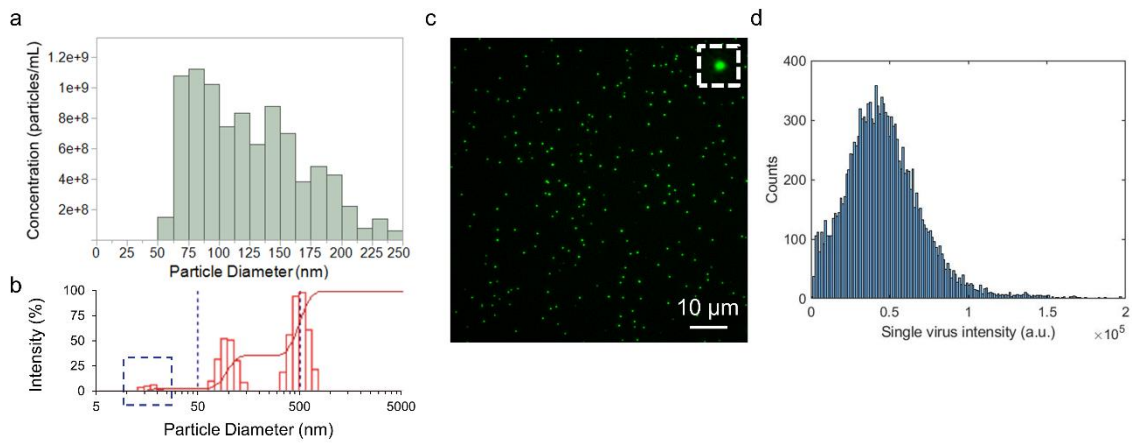 a
Concentration (particles/mL)
1.2e+9
1e+9
8e+8
6e+8
4e+8
2e+8
0 25 50 75 100 125 150 175 200 225 250
Particle Diameter (nm)
b
Intensity (%)
100
75
50
25
0
5 50 500 5000
Particle Diameter (nm)
c
10 µm
d
Counts
400
300
200
100
0
0 0.5 1 1.5 2
×10⁵
Single virus intensity (a.u.)